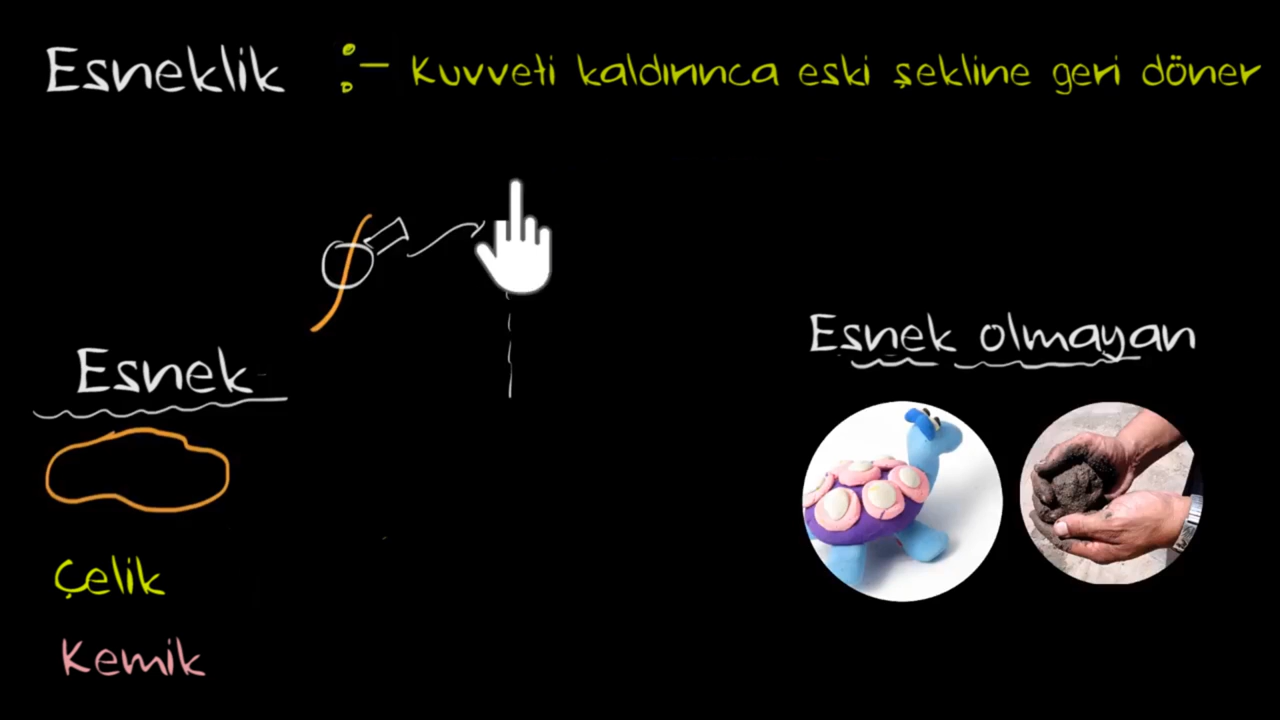 Esneklik :- Kuvveti kaldırınca eski şekline geri döner
Esnek olmayan
Esnek
Çelik
Kemik